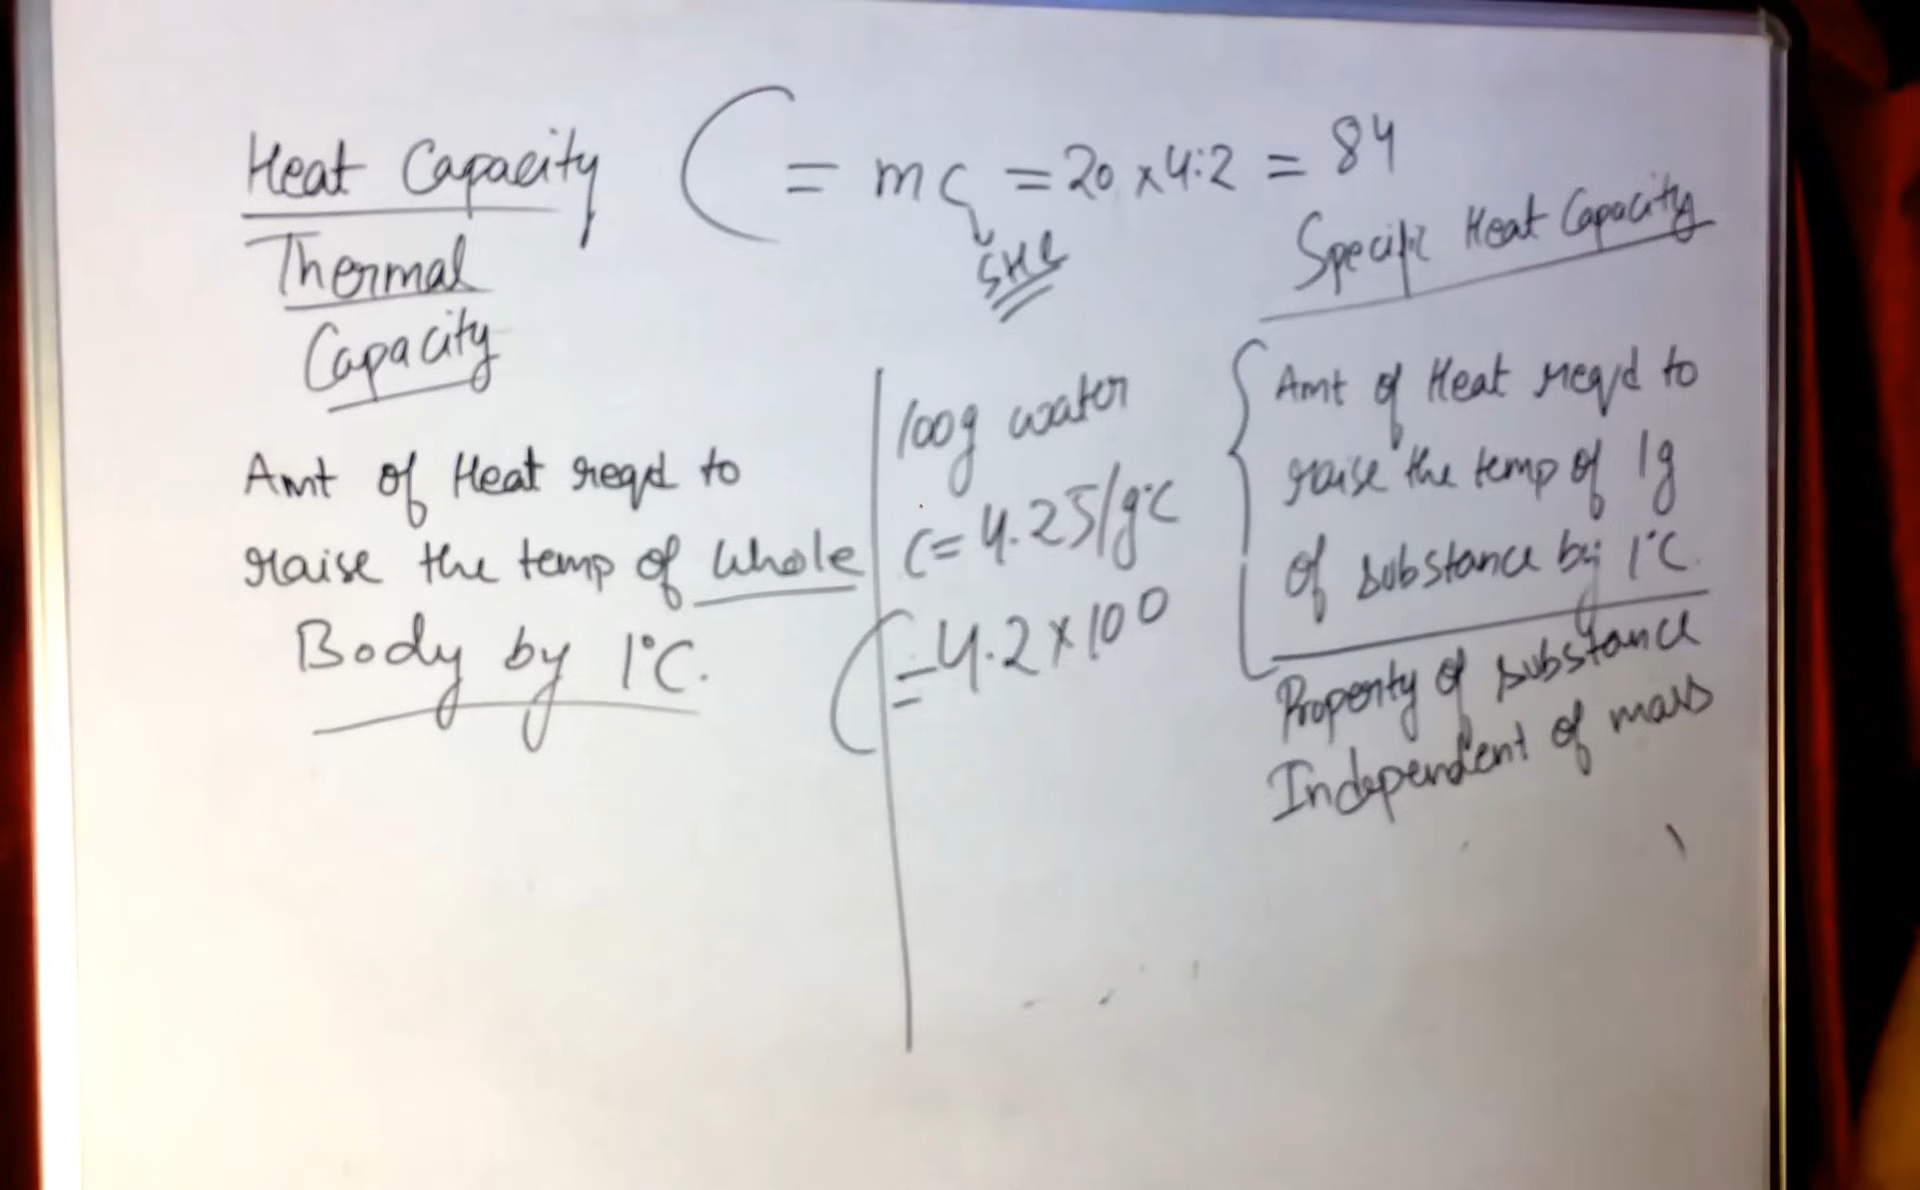 Heat Capacity C = mc = 20 x 4.2 = 84
SHC
Thermal
Capacity
Amt of Heat reqd to
raise the temp of whole
Body by 1°C.
100g water
C = 4.2J/g°C
C = 4.2 x 100
Specific Heat Capacity
Amt of Heat req'd to
raise the temp of 1g
of substance by 1°C.
Property of substance
Independent of mass